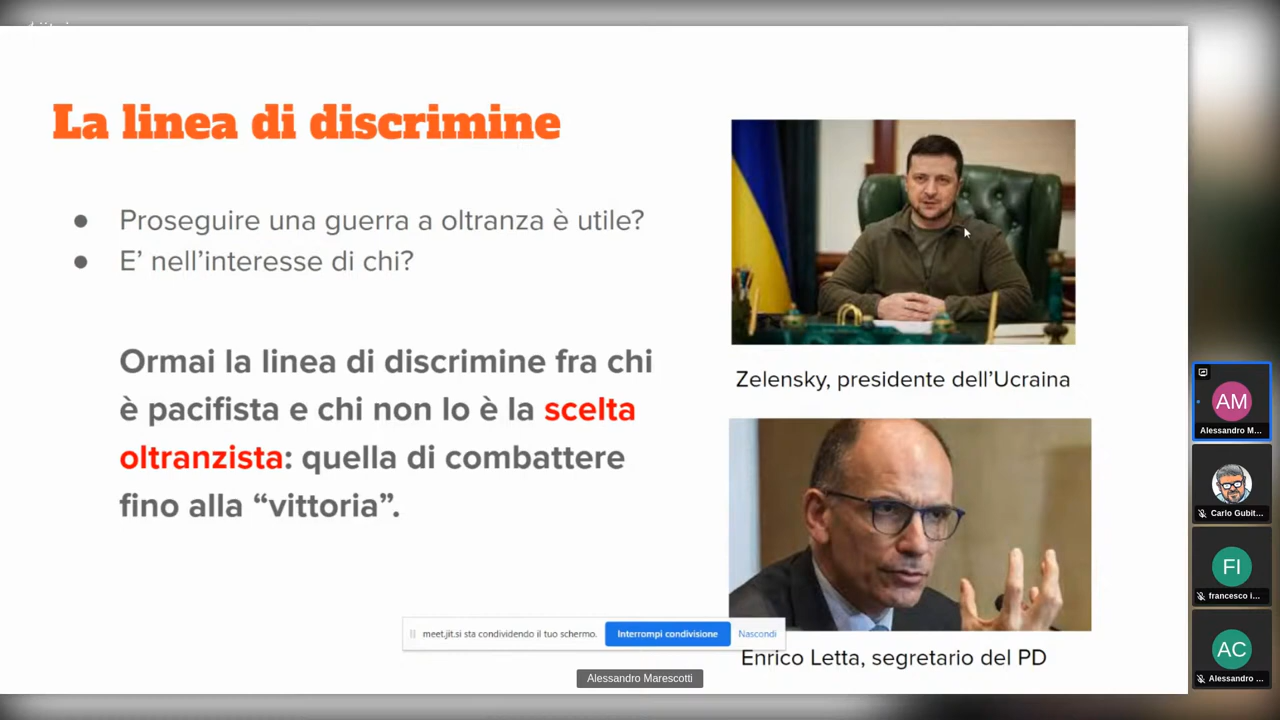 La linea di discrimine
● Proseguire una guerra a oltranza è utile?
● E’ nell’interesse di chi?
Ormai la linea di discrimine fra chi
è pacifista e chi non lo è la scelta
oltranzista: quella di combattere
fino alla “vittoria”.
Zelensky, presidente dell’Ucraina
Enrico Letta, segretario del PD
meet.jit.si sta condividendo il tuo schermo.
Interrompi condivisione
Nascondi
Alessandro Marescotti
AM
Alessandro M...
Carlo Gubit...
FI
francesco i...
AC
Alessandro ...